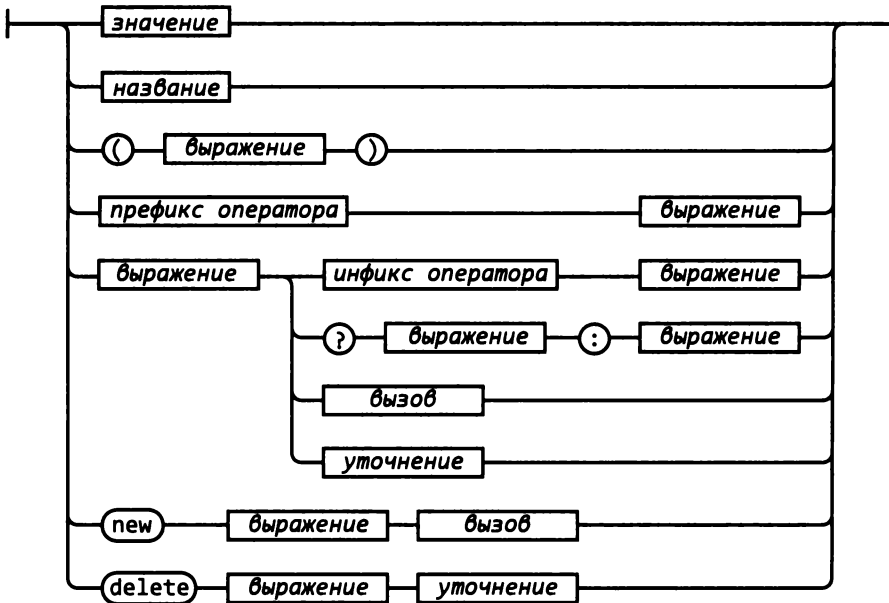 значение
название
( выражение )
префикс оператора выражение
выражение инфикс оператора выражение
? выражение : выражение
вызов
уточнение
new выражение вызов
delete выражение уточнение